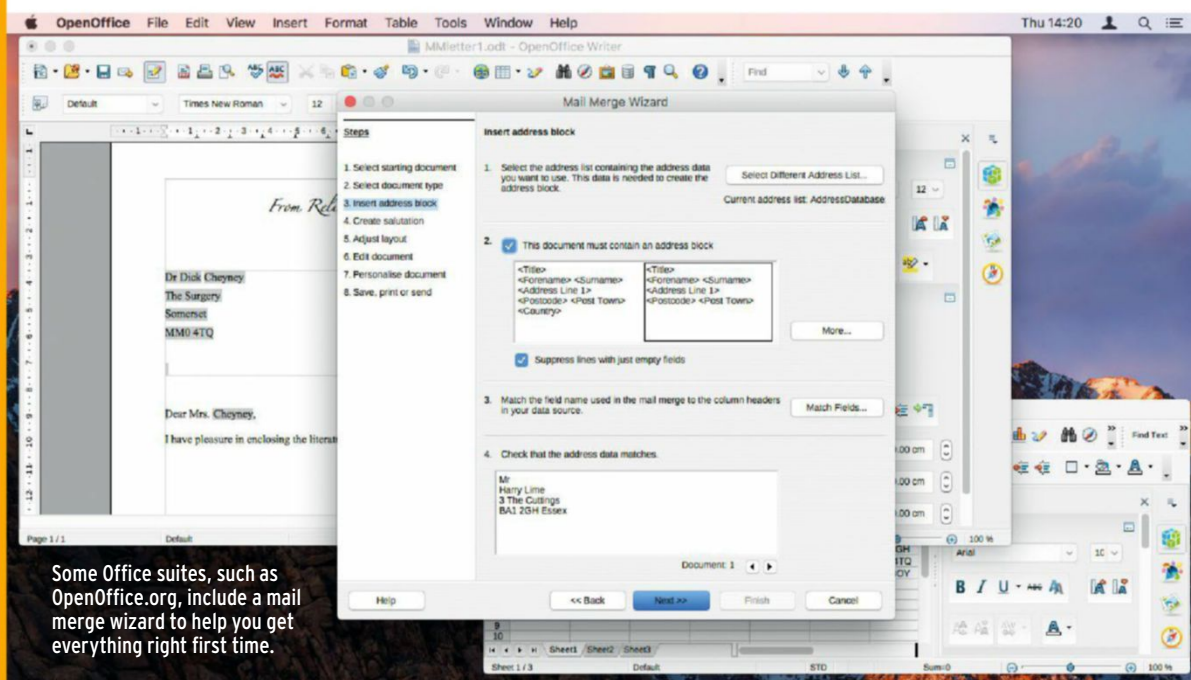 OpenOffice File Edit View Insert Format Table Tools Window Help Thu 14:20
MMletter1.odt - OpenOffice Writer
Find
Default Times New Roman 12
Mail Merge Wizard
Steps
1. Select starting document
2. Select document type
3. Insert address block
4. Create salutation
5. Adjust layout
6. Edit document
7. Personalise document
8. Save, print or send
Insert address block
1. Select the address list containing the address data
you want to use. This data is needed to create the
address block.
Select Different Address List...
Current address list: AddressDatabase
2. This document must contain an address block
<Title>
<Forename> <Surname>
<Address Line 1>
<Postcode> <Post Town>
<Country>
<Title>
<Forename> <Surname>
<Address Line 1>
<Postcode> <Post Town>
More...
Suppress lines with just empty fields
3. Match the field name used in the mail merge to the column headers
in your data source.
Match Fields...
4. Check that the address data matches.
Mr
Harry Lime
3 The Cuttings
BA1 2GH Essex
Document: 1
Help << Back Next >> Finish Cancel
From
Dr Dick Cheyney
The Surgery
Somerset
MM0 4TQ
Dear Mrs. Cheyney,
I have pleasure in enclosing the
Page 1 / 1 Default
100 %
12
.00 cm
.00 cm
.00 cm
Find Text
Arial 10
B I U
9
10
Sheet1 Sheet2 Sheet3
Sheet 1 / 3 Default STD Sum=0 100 %
Some Office suites, such as
OpenOffice.org, include a mail
merge wizard to help you get
everything right first time.